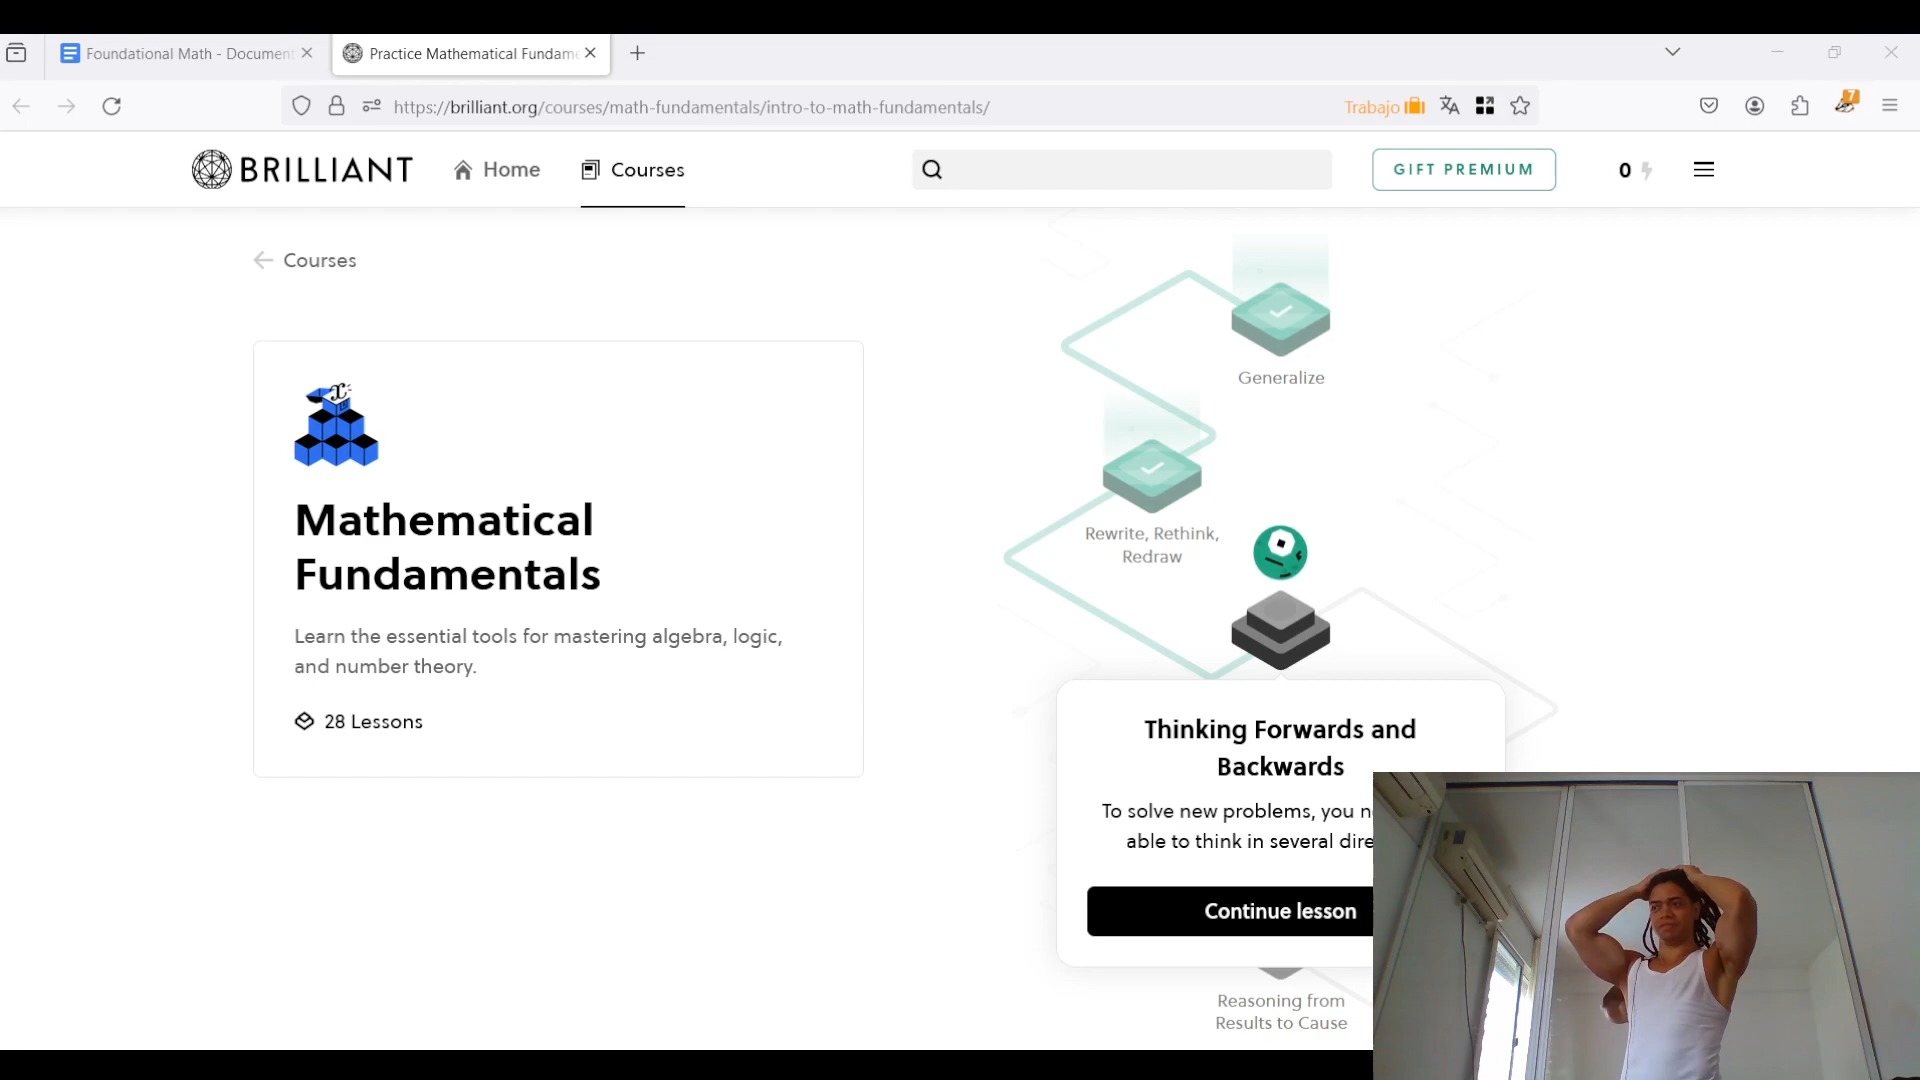 Foundational Math - Document
Practice Mathematical Fundam
https://brilliant.org/courses/math-fundamentals/intro-to-math-fundamentals/
Trabajo
7
BRILLIANT
Home
Courses
GIFT PREMIUM
0
Courses
Generalize
Rewrite, Rethink,
Redraw
x
Mathematical
Fundamentals
Learn the essential tools for mastering algebra, logic,
and number theory.
28 Lessons
Thinking Forwards and
Backwards
To solve new problems, you n
able to think in several dire
Continue lesson
Reasoning from
Results to Cause